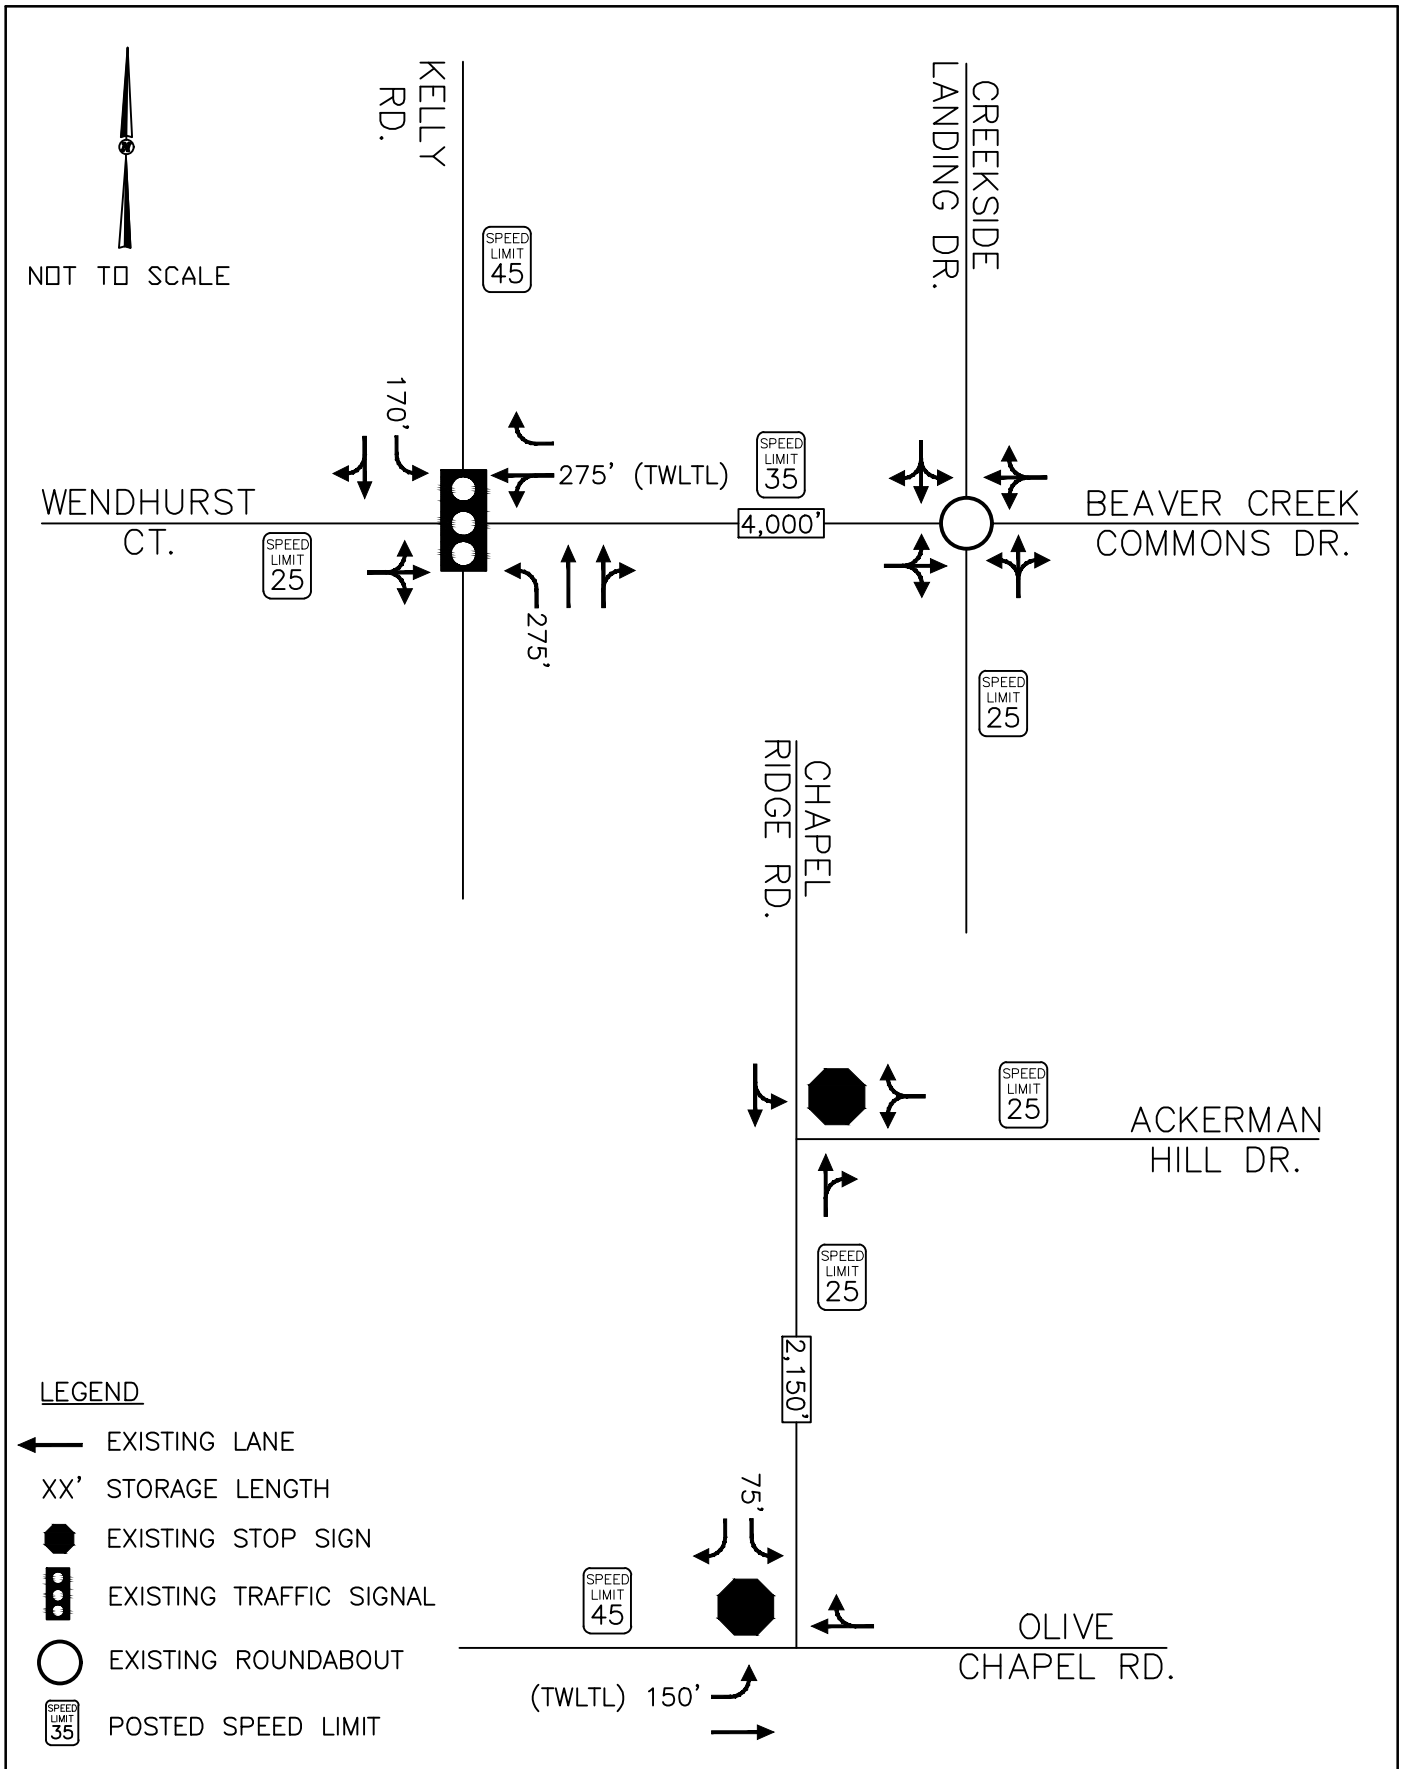 NOT TO SCALE
KELLY
RD.
SPEED
LIMIT
45
CREEKSIDE
LANDING DR.
170'
275' (TWLTL)
SPEED
LIMIT
35
WENDHURST
CT.
SPEED
LIMIT
25
4,000'
BEAVER CREEK
COMMONS DR.
275'
SPEED
LIMIT
25
CHAPEL
RIDGE RD.
SPEED
LIMIT
25
ACKERMAN
HILL DR.
SPEED
LIMIT
25
2,150'
75'
SPEED
LIMIT
45
OLIVE
CHAPEL RD.
(TWLTL) 150'
LEGEND
EXISTING LANE
XX' STORAGE LENGTH
EXISTING STOP SIGN
EXISTING TRAFFIC SIGNAL
EXISTING ROUNDABOUT
SPEED
LIMIT
35
POSTED SPEED LIMIT